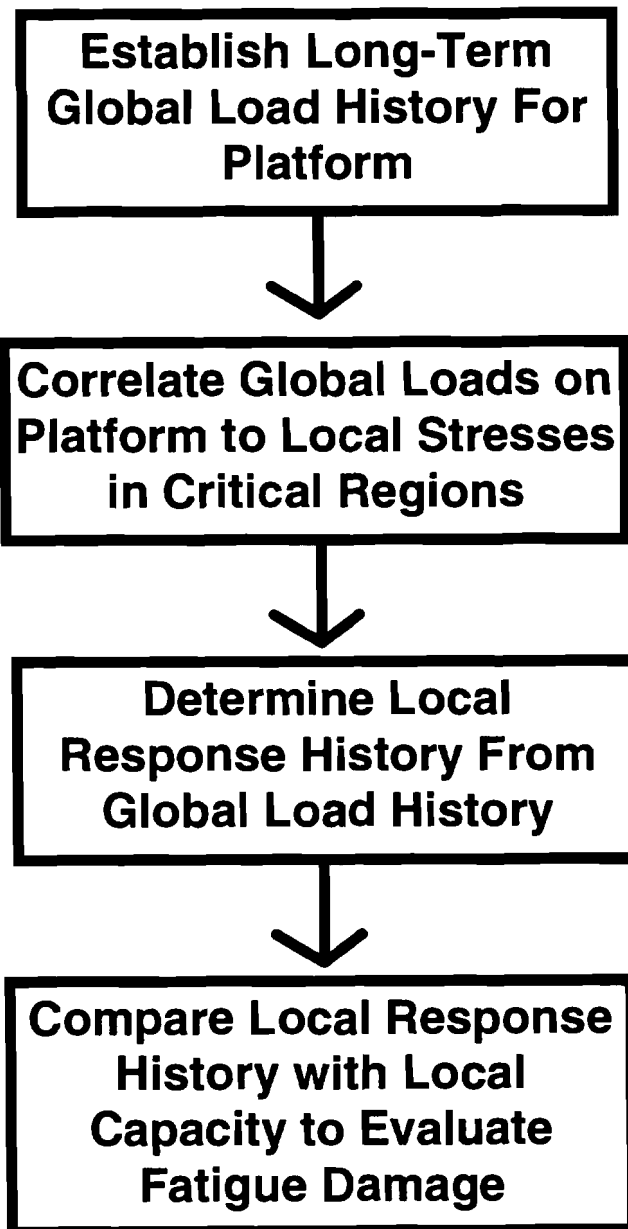 Establish Long-Term
Global Load History For
Platform
Correlate Global Loads on
Platform to Local Stresses
in Critical Regions
Determine Local
Response History From
Global Load History
Compare Local Response
History with Local
Capacity to Evaluate
Fatigue Damage